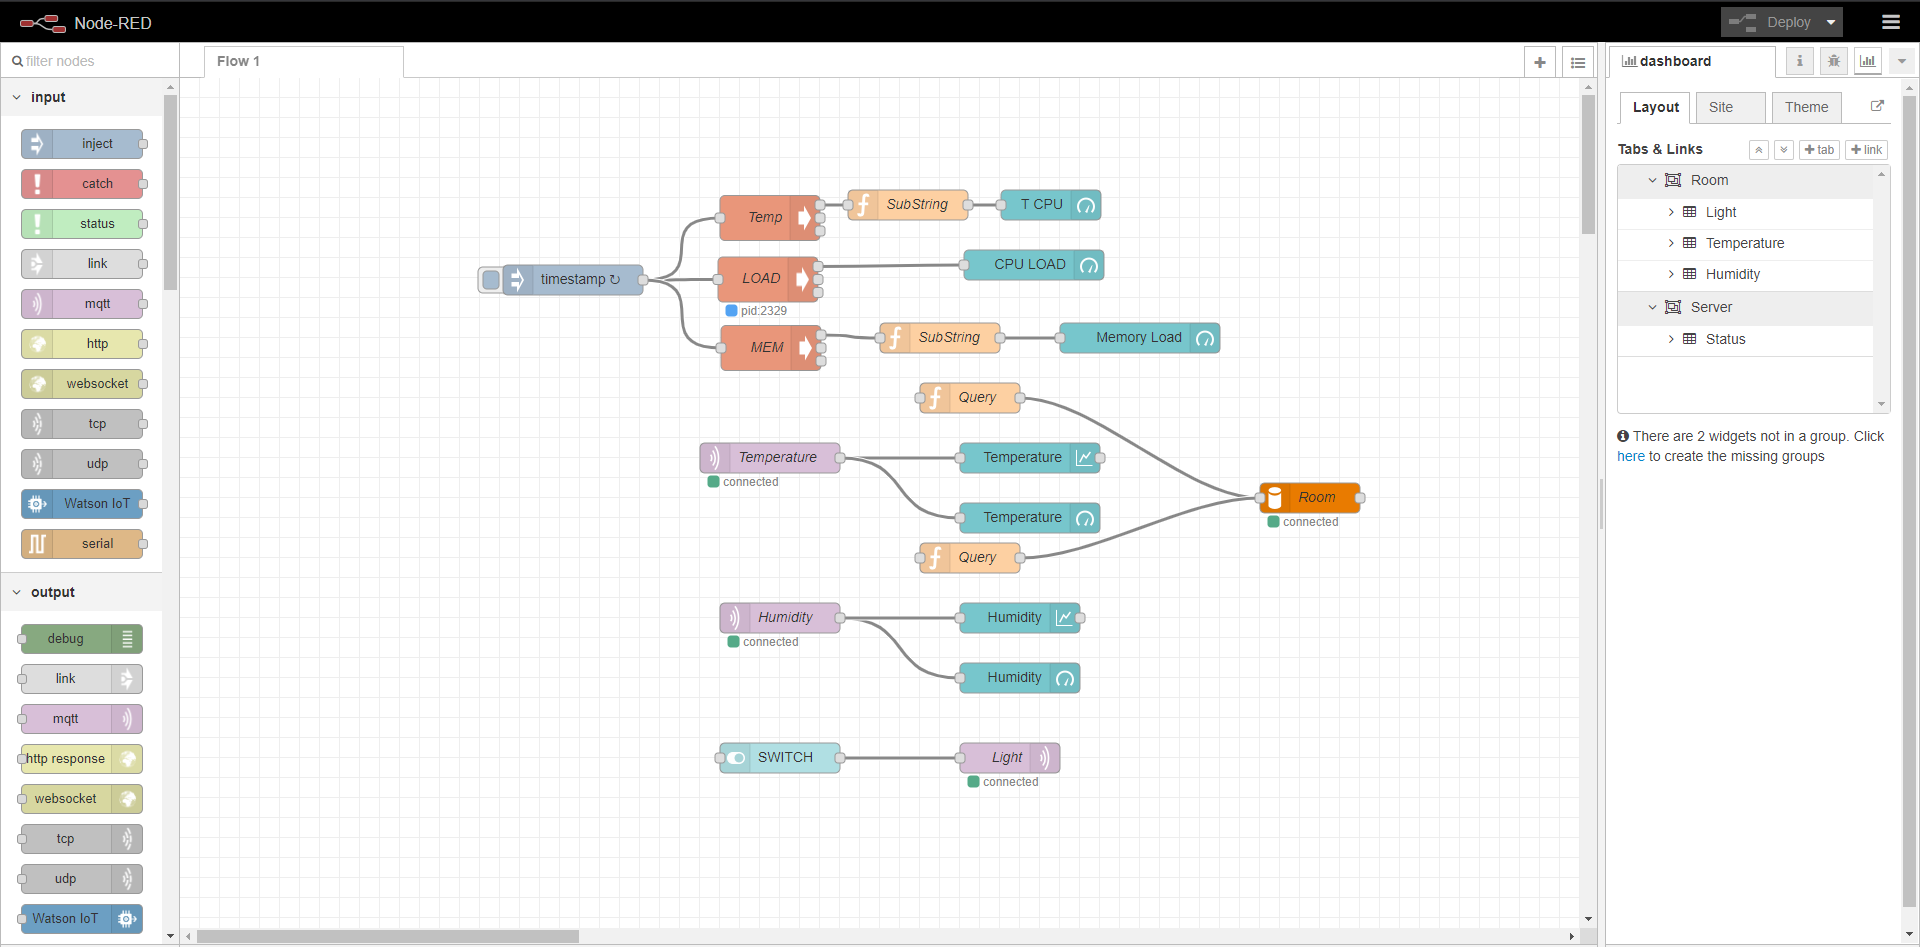 Node-RED
Deploy
filter nodes
Flow 1
dashboard
input
inject
catch
status
link
mqtt
http
websocket
tcp
udp
Watson IoT
serial
output
debug
link
mqtt
http response
websocket
tcp
udp
Watson IoT
timestamp ↻
Temp
SubString
T CPU
LOAD
pid:2329
CPU LOAD
MEM
SubString
Memory Load
Query
Temperature
connected
Temperature
Temperature
Room
connected
Query
Humidity
connected
Humidity
Humidity
SWITCH
Light
connected
Layout
Site
Theme
Tabs & Links
tab
link
Room
Light
Temperature
Humidity
Server
Status
There are 2 widgets not in a group. Click
here to create the missing groups